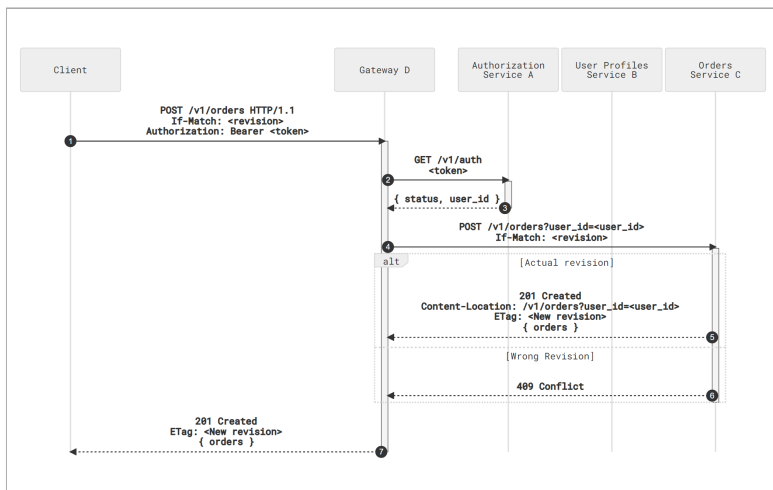 Client
Gateway D
Authorization
Service A
User Profiles
Service B
Orders
Service C
POST /v1/orders HTTP/1.1
If-Match: <revision>
Authorization: Bearer <token>
1
GET /v1/auth
<token>
2
{ status, user_id }
3
POST /v1/orders?user_id=<user_id>
If-Match: <revision>
4
alt
[Actual revision]
201 Created
Content-Location: /v1/orders?user_id=<user_id>
ETag: <New revision>
{ orders }
5
[Wrong Revision]
409 Conflict
6
201 Created
ETag: <New revision>
{ orders }
7